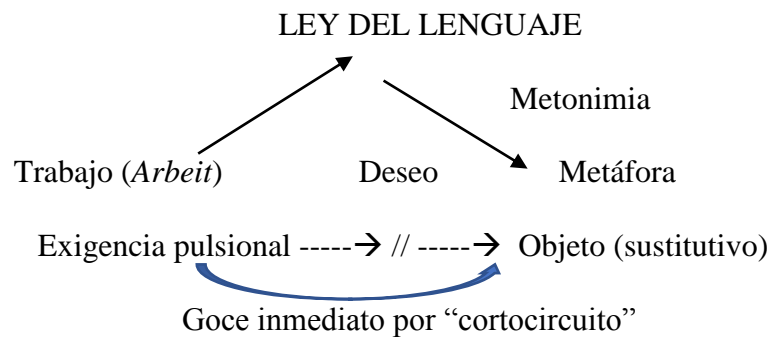 LEY DEL LENGUAJE
Metonimia
Trabajo (Arbeit) Deseo Metáfora
Exigencia pulsional -----→ // -----→ Objeto (sustitutivo)
Goce inmediato por “cortocircuito”